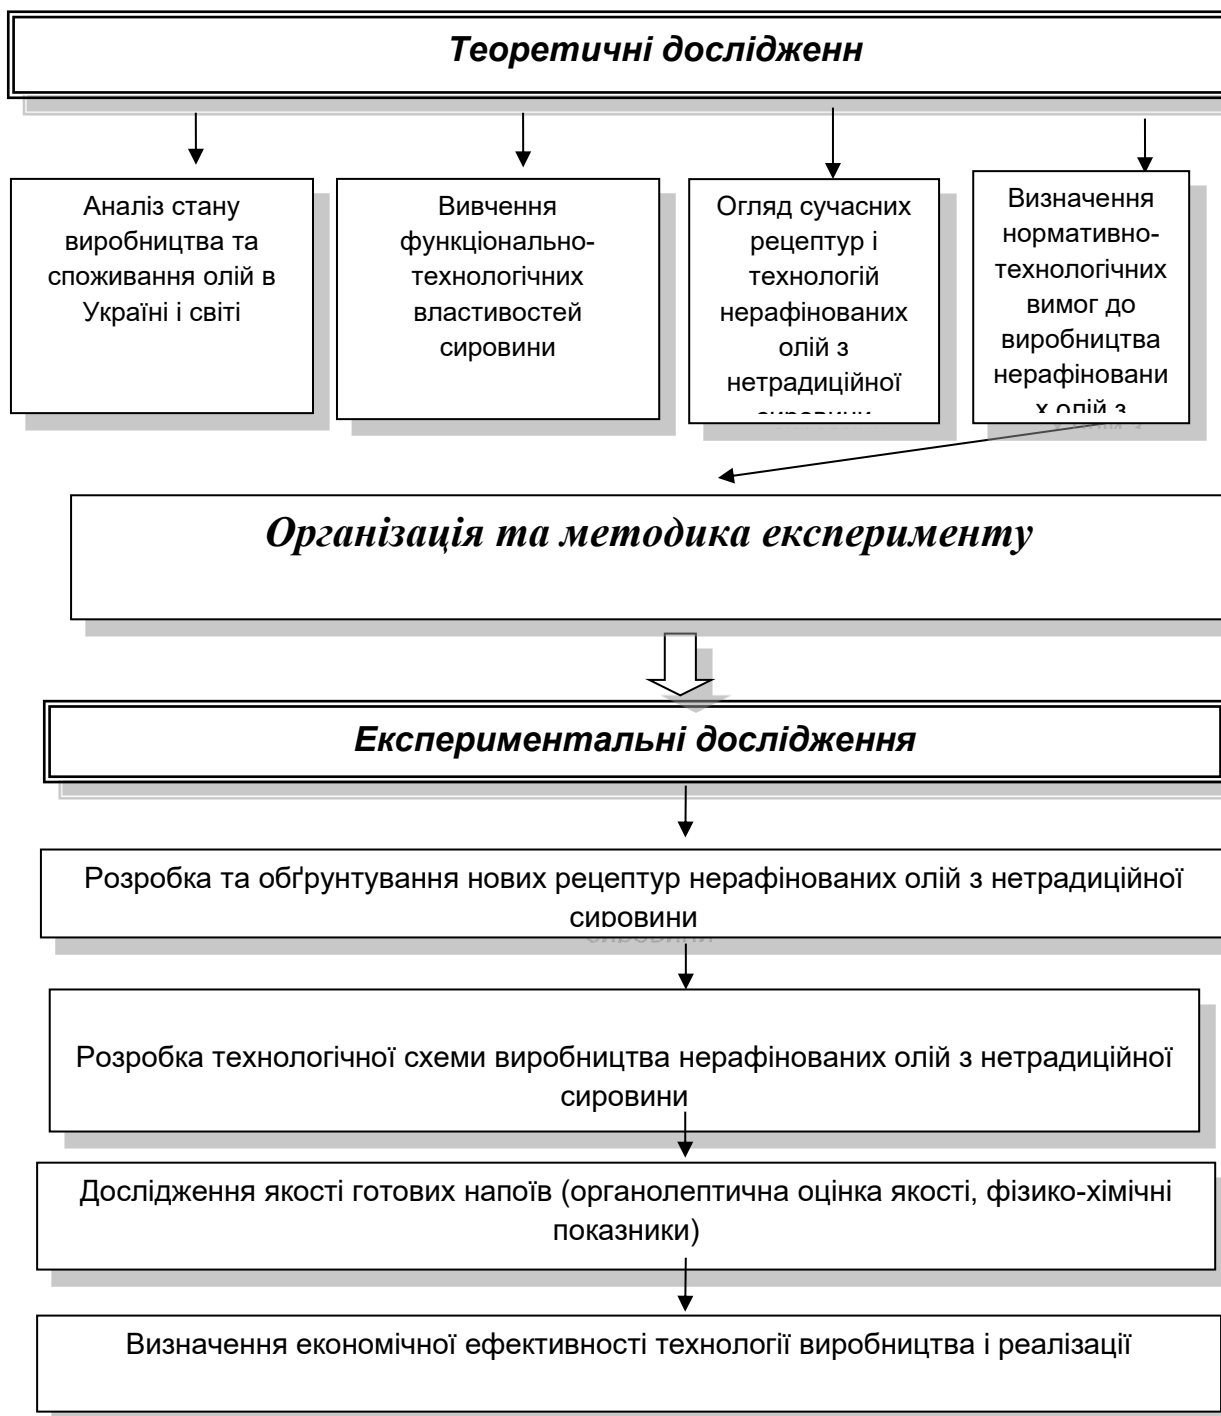 Теоретичні дослідженн
Аналіз стану
виробництва та
споживання олій в
Україні і світі
Вивчення
функціонально-
технологічних
властивостей
сировини
Огляд сучасних
рецептур і
технологій
нерафінованих
олій з
нетрадиційної
сировини
Визначення
нормативно-
технологічних
вимог до
виробництва
нерафіновани
х олій з
Організація та методика експерименту
Експериментальні дослідження
Розробка та обґрунтування нових рецептур нерафінованих олій з нетрадиційної
сировини
Розробка технологічної схеми виробництва нерафінованих олій з нетрадиційної
сировини
Дослідження якості готових напоїв (органолептична оцінка якості, фізико-хімічні
показники)
Визначення економічної ефективності технології виробництва і реалізації